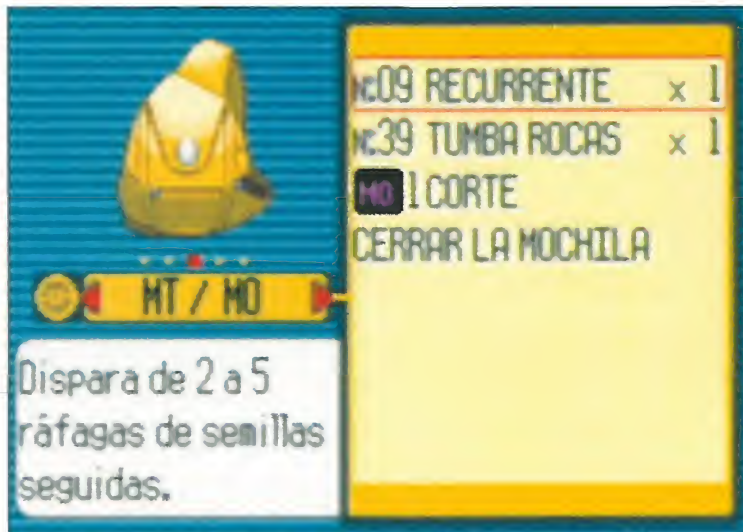 Nº09 RECURRENTE x 1
Nº39 TUMBA ROCAS x 1
MO 1 CORTE
CERRAR LA MOCHILA
MT / MO
Dispara de 2 a 5
ráfagas de semillas
seguidas.